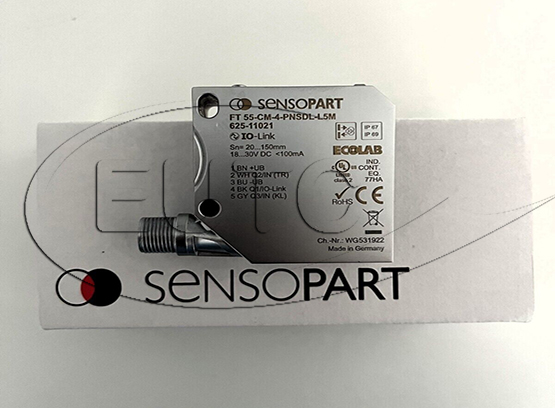 SENSOPART
FT 55-CM-4-PNSDL-L5M
625-11021
IO-Link
Sn= 20...150mm
18...30V DC <100mA
1 BN +UB
2 WH Q2/IN (TR)
3 BU -UB
4 BK Q1/IO-Link
5 GY Q3/IN (KL)
IP 67
IP 69
ECOLAB
UL
class 2
IND.
CONT.
EQ.
77HA
RoHS CE
Ch.-Nr.: WG531922
Made in Germany
SENSOPART